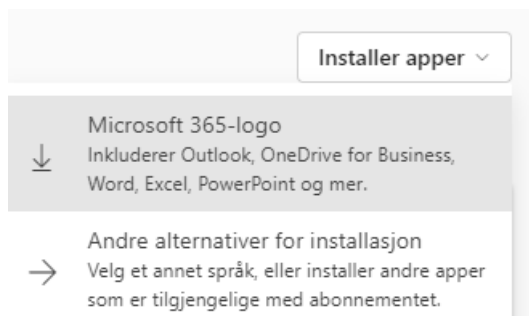 Installer apper
Microsoft 365-logo
Inkluderer Outlook, OneDrive for Business,
Word, Excel, PowerPoint og mer.
Andre alternativer for installasjon
Velg et annet språk, eller installer andre apper
som er tilgjengelige med abonnementet.